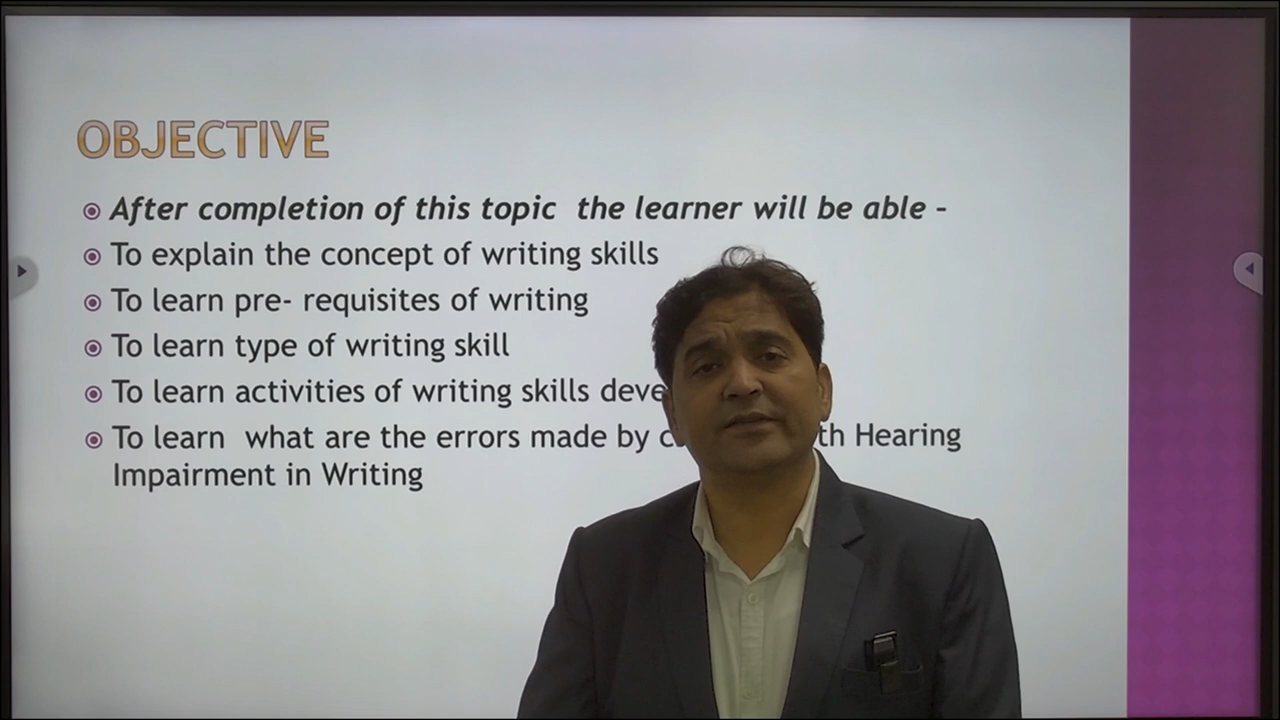 OBJECTIVE
After completion of this topic the learner will be able -
To explain the concept of writing skills
To learn pre- requisites of writing
To learn type of writing skill
To learn activities of writing skills
To learn what are the errors made by Hearing
Impairment in Writing